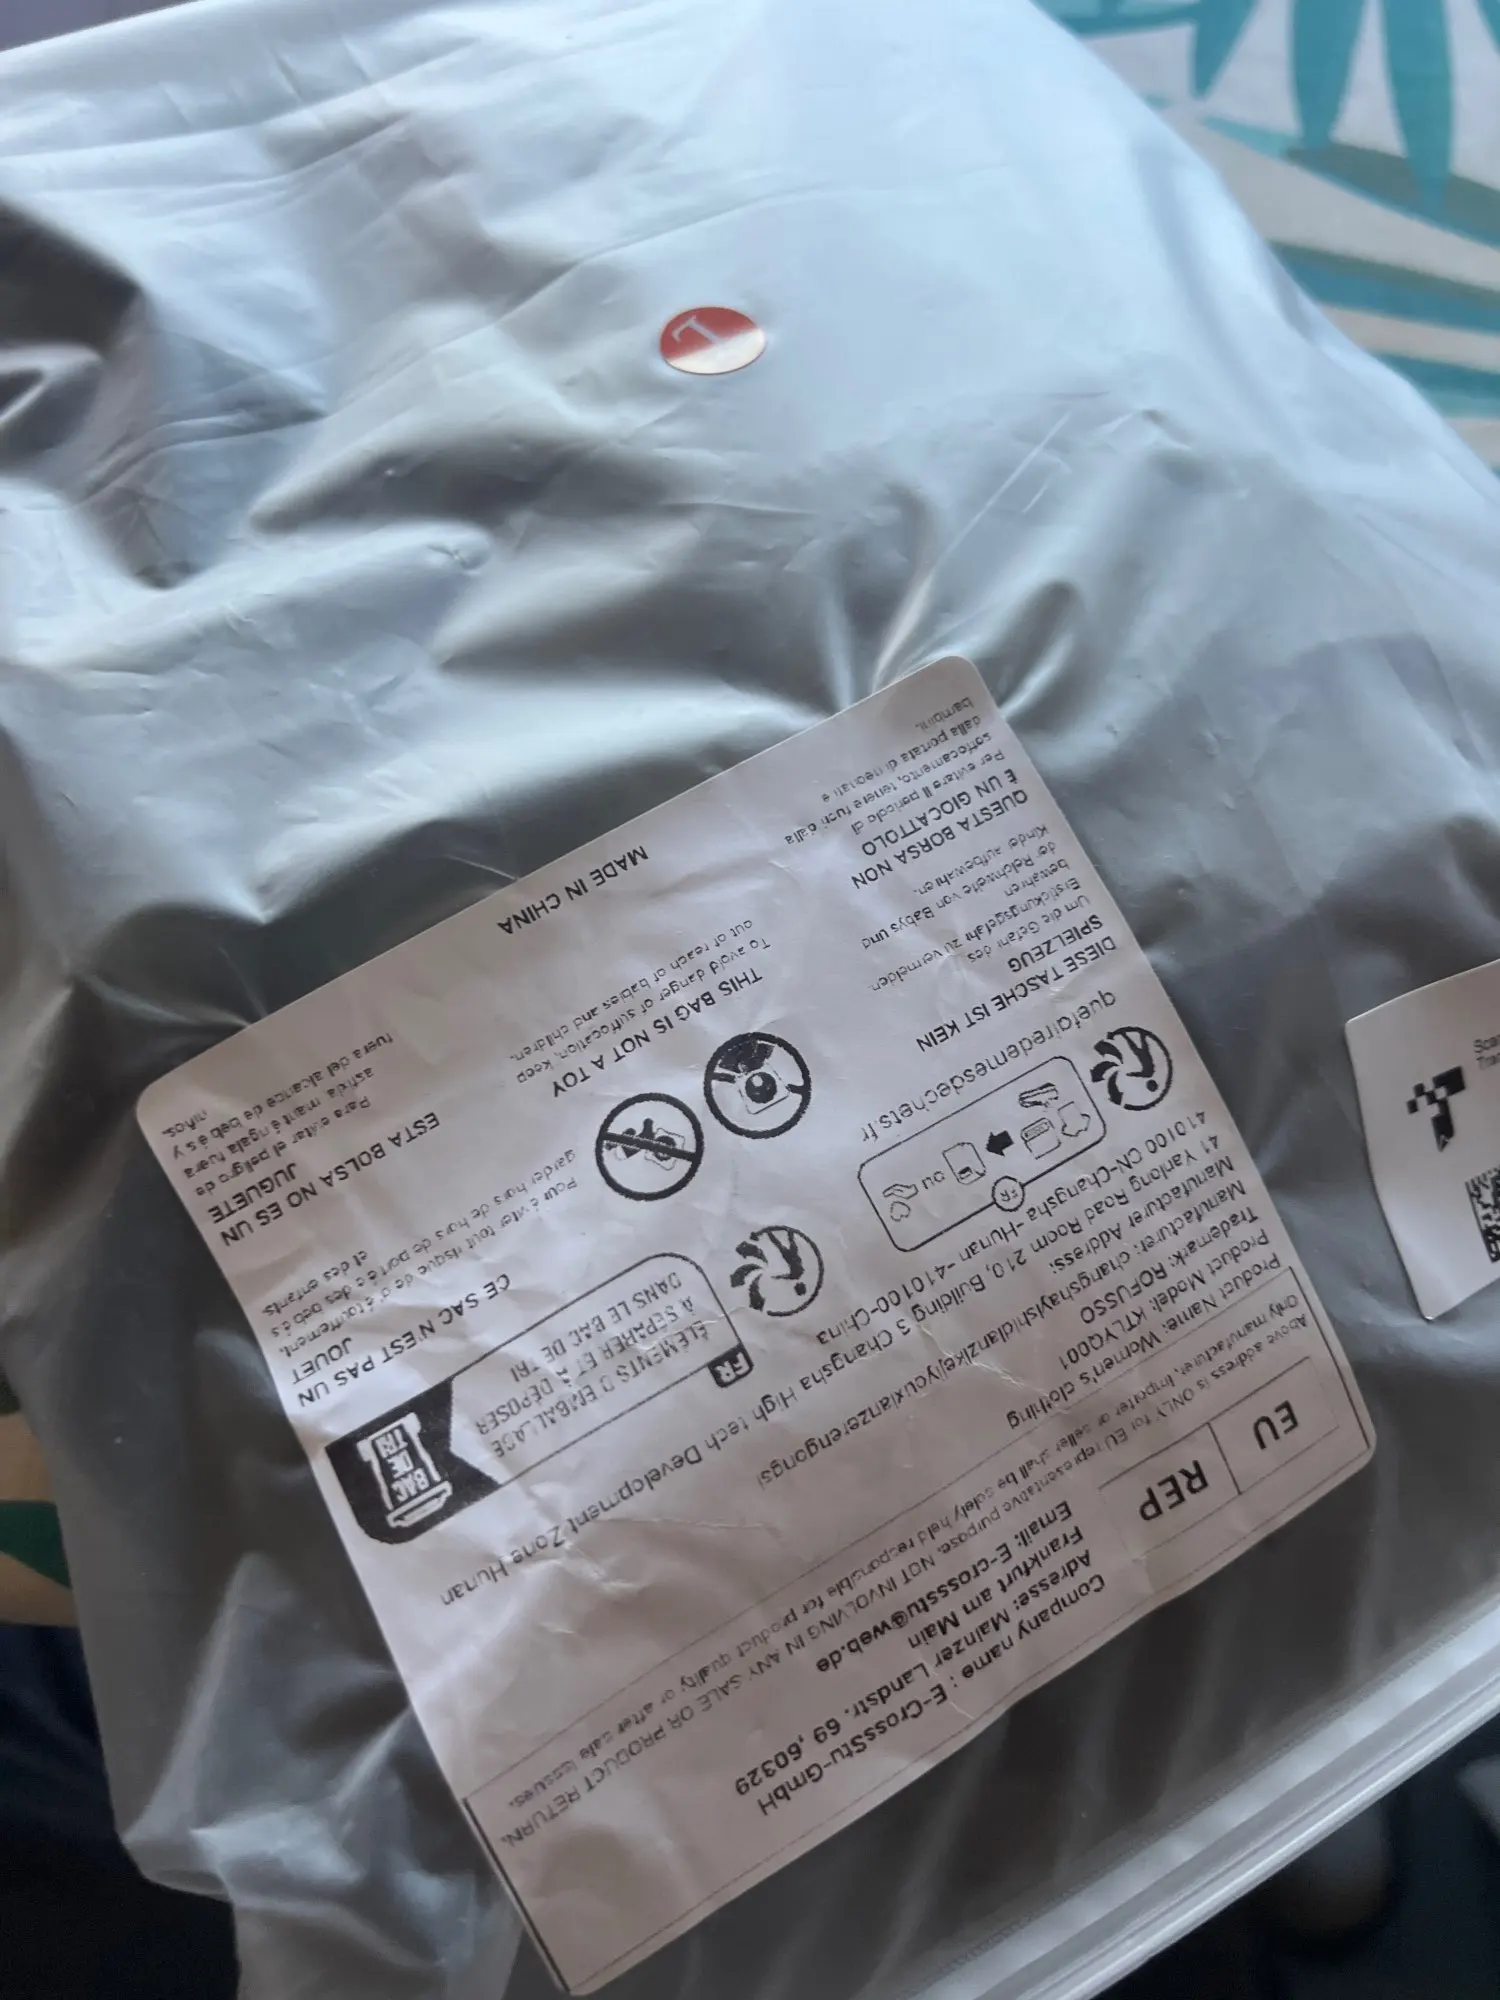 EU
REP
Company name : E-CrossStu-GmbH
Adresse: Mainzer Landstr. 69 ,60329
Frankfurt am Main
Email: E-crossstu@web.de
Above address is ONLY for EU representative purpose. NOT INVOLVING IN ANY SALE OR PRODUCT RETURN.
Only manufacturer, importer or seller shall be solely held responsible for product quality or after cale issures.
Product Name: Women's clothing
Product Model: KTLYQ001
Trademark: ROFUSSO
Manufacturer: changshayishidianzikejiyouxianzerengongsi
Manufacturer Address:
41 Yanlong Road Room 210, Building 3 Changsha High tech Development Zone Hunan
410100 CN-Changsha -Hunan -410100-China
FR
ou
quefairedemesdechets.fr
FR
ÉLÉMENTS D'EMBALLAGE
À SÉPARER ET À DÉPOSER
DANS LE BAC DE TRI
BAC
DE
TRI
DIESE TASCHE IST KEIN
SPIELZEUG
Um die Gefahr des
Erstickungsgefahr zu vermeiden.
bewahren
der Reichweite von Babys und
Kinder aufbewahren.
THIS BAG IS NOT A TOY
To avoid danger of suffocation, keep
out of reach of babies and children.
CE SAC N'EST PAS UN
JOUET
Pour éviter tout risque de d'étouffement,
garder hors de hors de portée des bébés
et des enfants.
QUESTA BORSA NON
È UN GIOCATTOLO
Per evitare il pericolo di
soffocamento, tenere fuori dalla
dalla portata di neonati e
bambini.
ESTA BOLSA NO ES UN
JUGUETE
Para evitar el peligro de
asfixia manténgala fuera
fuera del alcance de bebés y
niños.
MADE IN CHINA
L